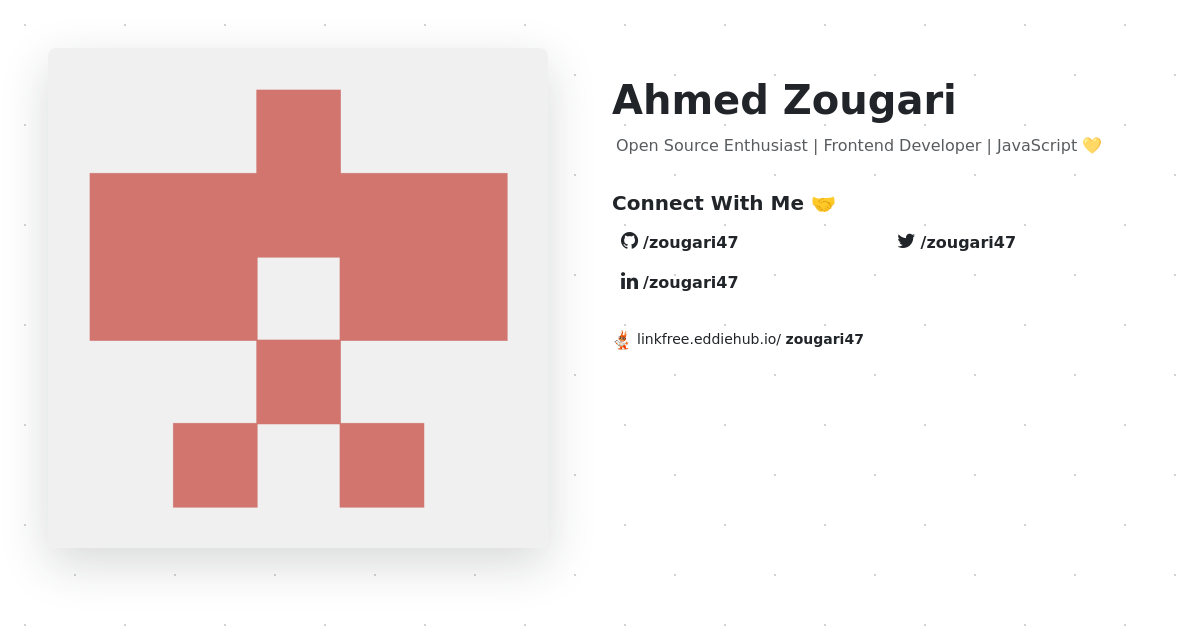 Ahmed Zougari
Open Source Enthusiast | Frontend Developer | JavaScript 💛
Connect With Me 🤝
/zougari47
/zougari47
/zougari47
linkfree.eddiehub.io/ zougari47